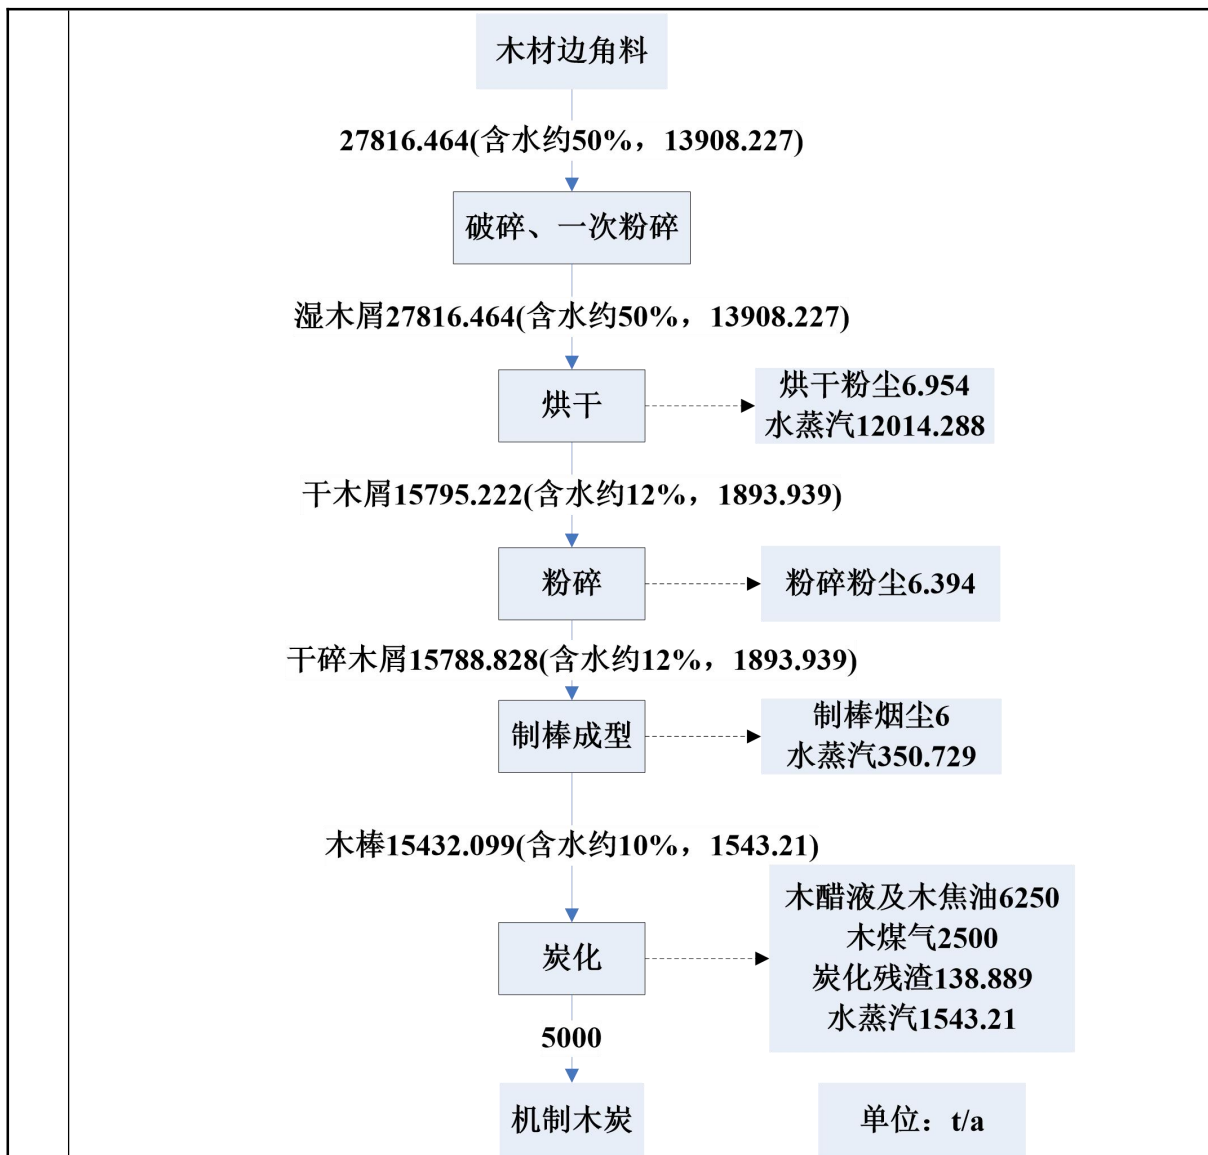 木材边角料
27816.464(含水约50%，13908.227)
破碎、一次粉碎
湿木屑27816.464(含水约50%，13908.227)
烘干
烘干粉尘6.954
水蒸汽12014.288
干木屑15795.222(含水约12%，1893.939)
粉碎
粉碎粉尘6.394
干碎木屑15788.828(含水约12%，1893.939)
制棒成型
制棒烟尘6
水蒸汽350.729
木棒15432.099(含水约10%，1543.21)
炭化
木醋液及木焦油6250
木煤气2500
炭化残渣138.889
水蒸汽1543.21
5000
机制木炭
单位：t/a